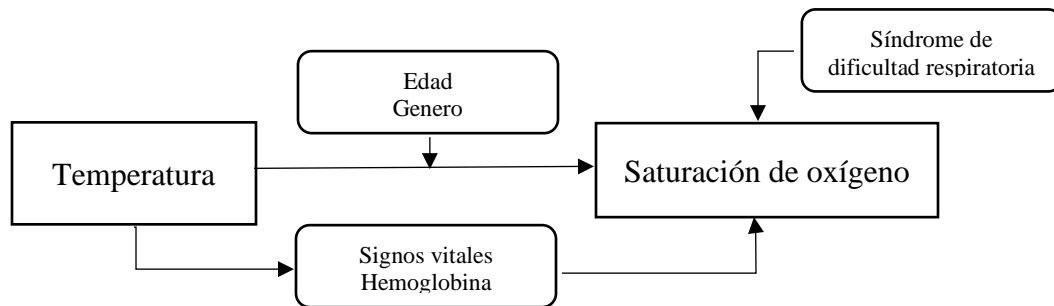 Síndrome de
dificultad respiratoria
Edad
Genero
Temperatura
Saturación de oxígeno
Signos vitales
Hemoglobina